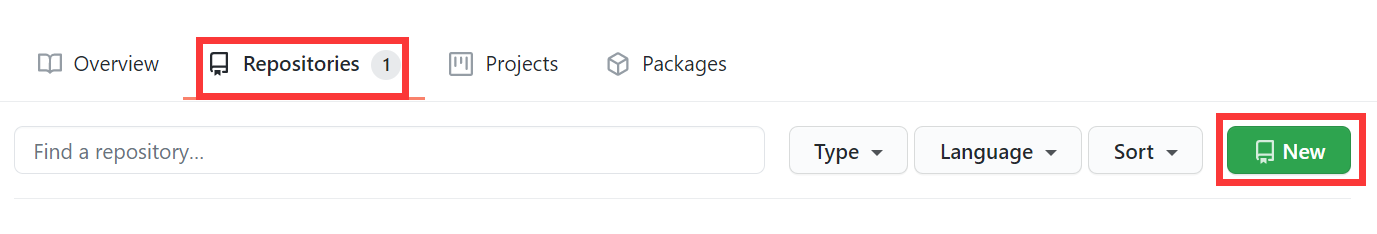 Overview Repositories 1 Projects Packages
Find a repository... Type Language Sort New